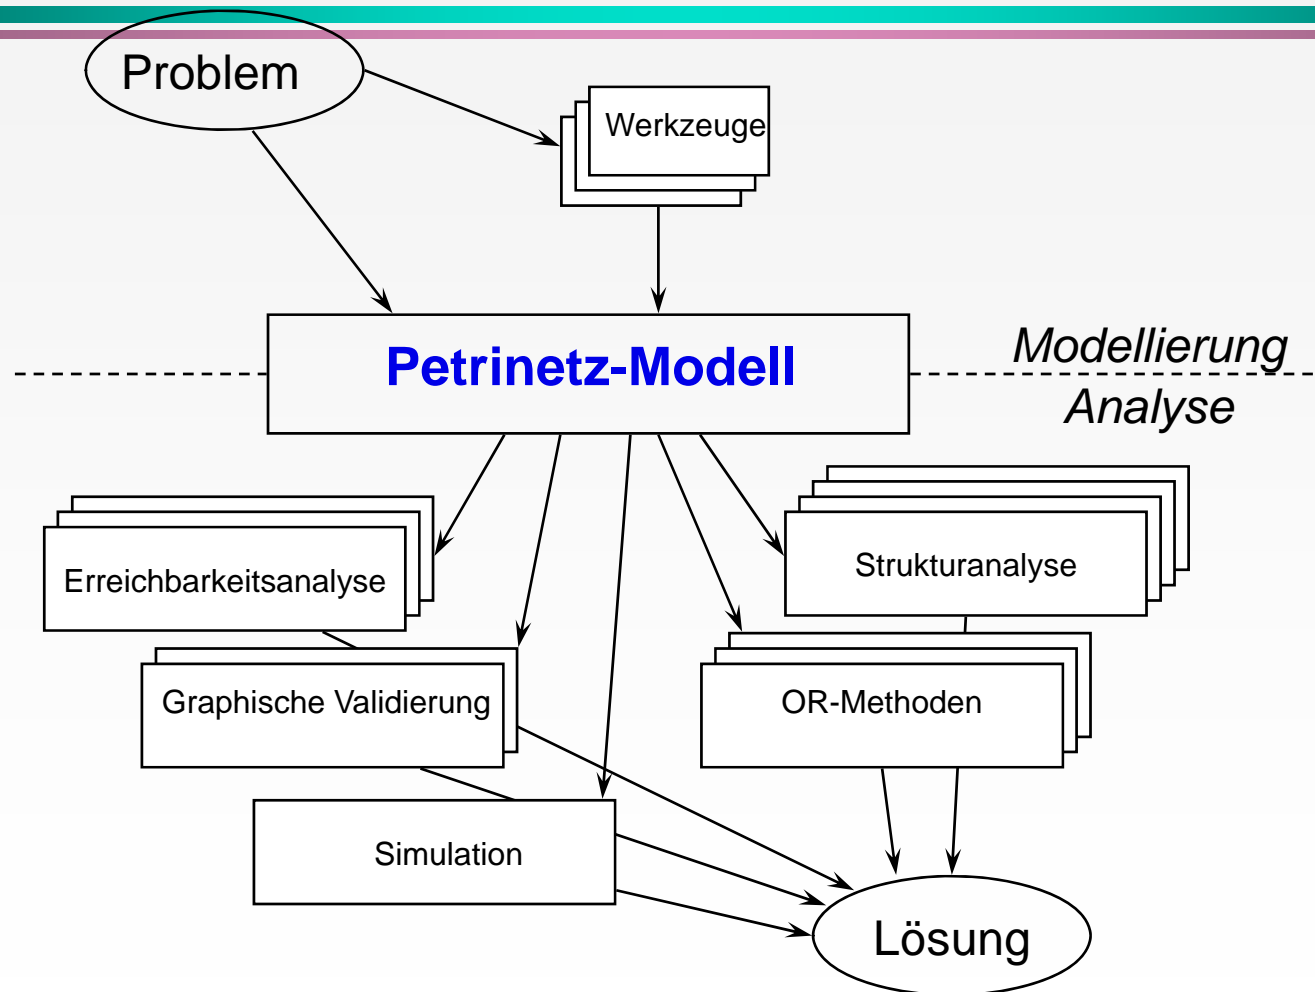 Problem
Werkzeuge
Petrinetz-Modell
Modellierung
Analyse
Erreichbarkeitsanalyse
Strukturanalyse
Graphische Validierung
OR-Methoden
Simulation
Lösung